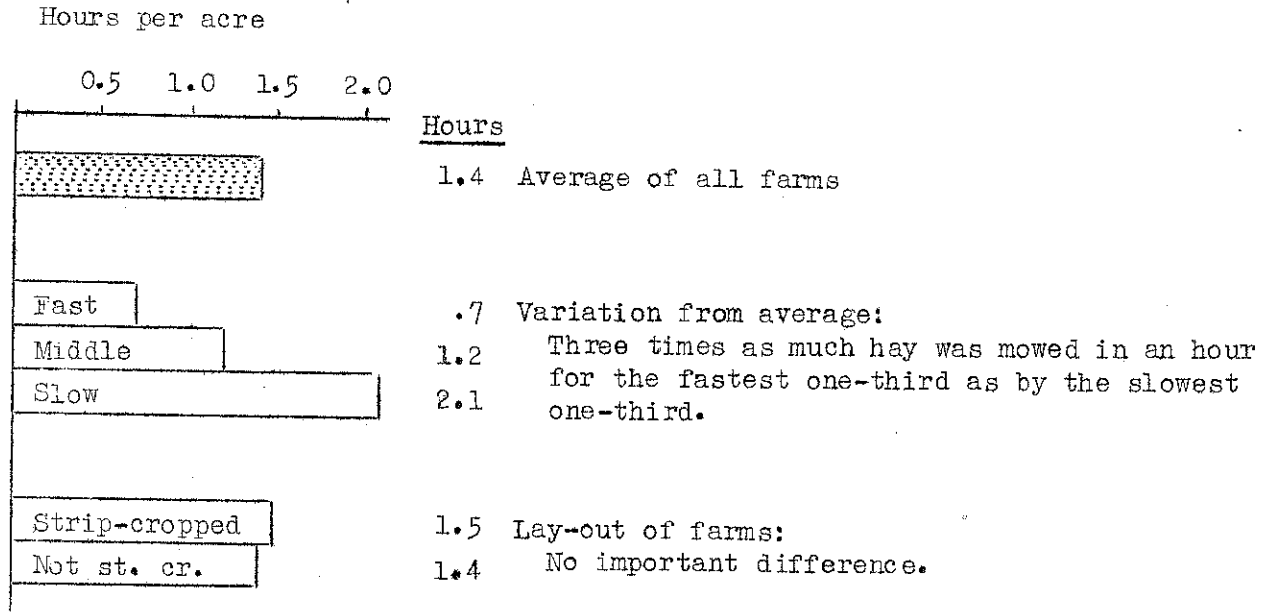 Hours per acre
0.5 1.0 1.5 2.0
Hours
1.4 Average of all farms
Fast .7 Variation from average:
Middle 1.2 Three times as much hay was mowed in an hour
for the fastest one-third as by the slowest
Slow 2.1 one-third.
Strip-cropped 1.5 Lay-out of farms:
Not st. cr. 1.4 No important difference.